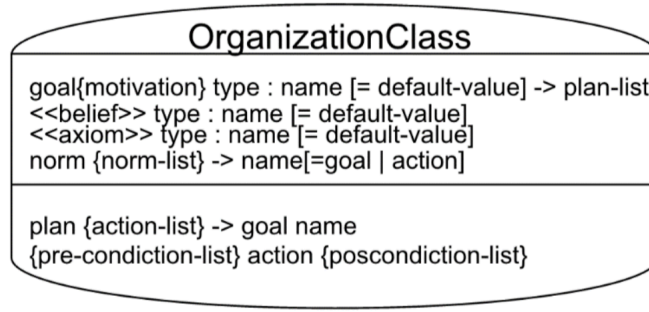 OrganizationClass
goal{motivation} type : name [= default-value] -> plan-list
<<belief>> type : name [= default-value]
<<axiom>> type : name [= default-value]
norm {norm-list} -> name[=goal | action]
plan {action-list} -> goal name
{pre-condiction-list} action {poscondiction-list}